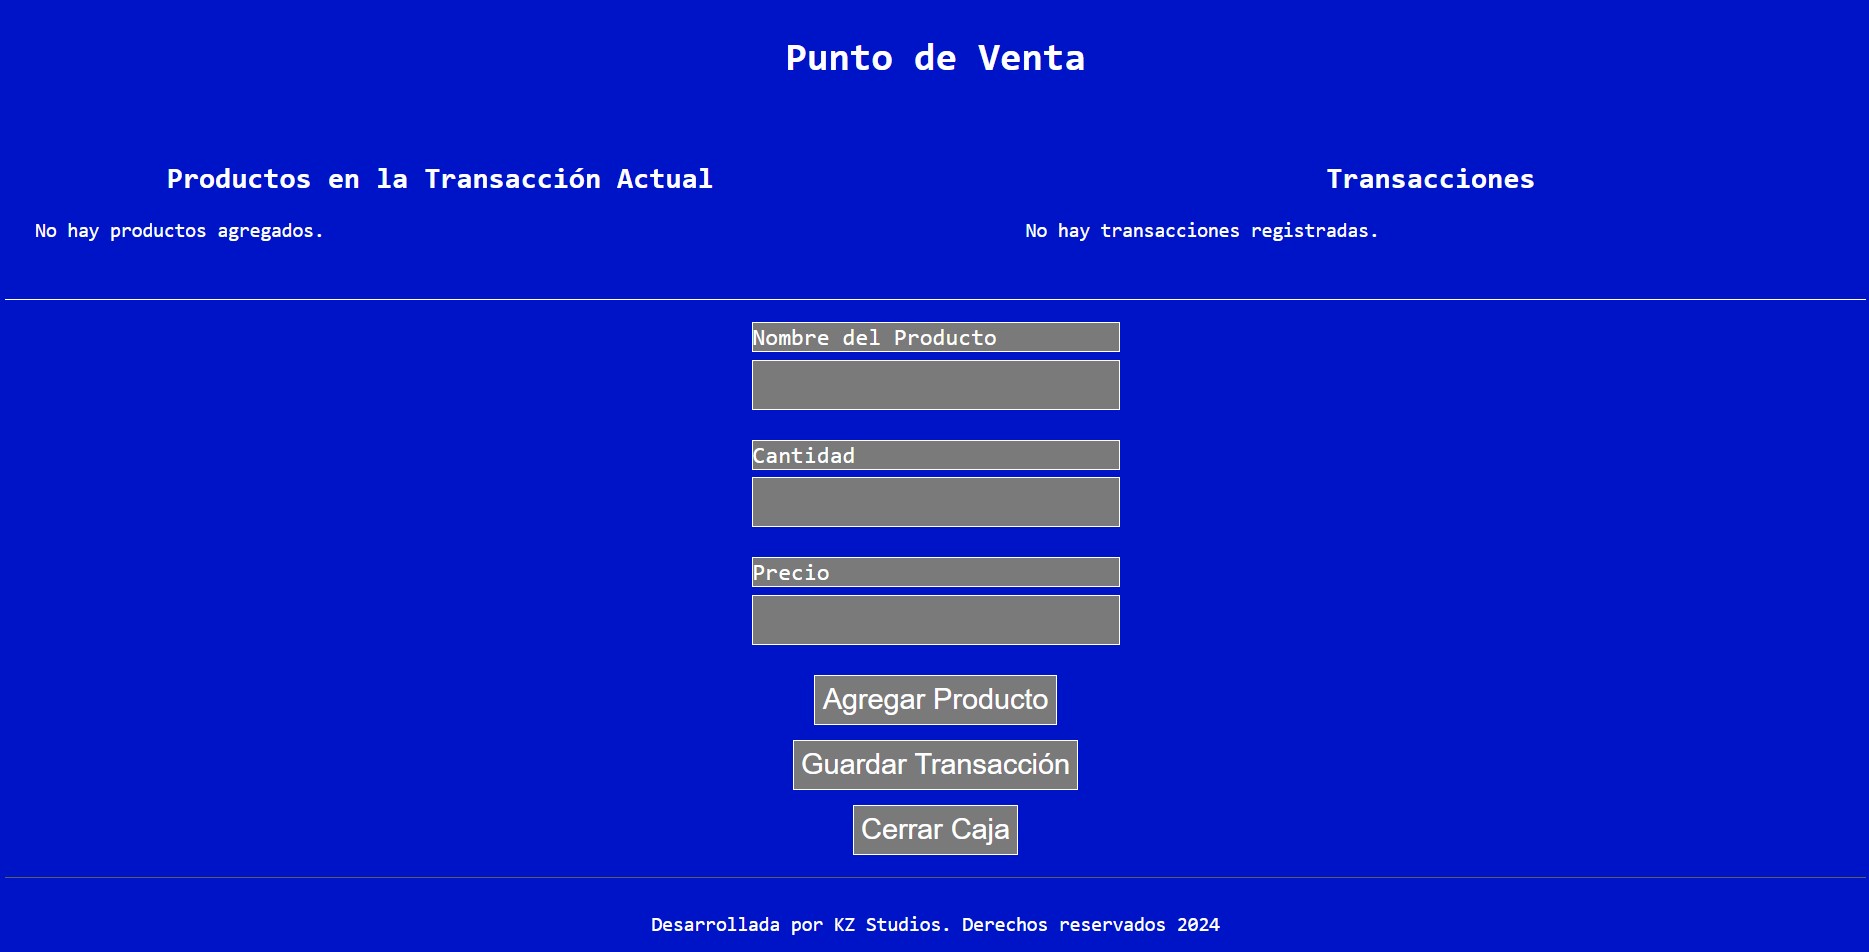 Punto de Venta
Productos en la Transacción Actual
No hay productos agregados.
Transacciones
No hay transacciones registradas.
Nombre del Producto
Cantidad
Precio
Agregar Producto
Guardar Transacción
Cerrar Caja
Desarrollada por KZ Studios. Derechos reservados 2024